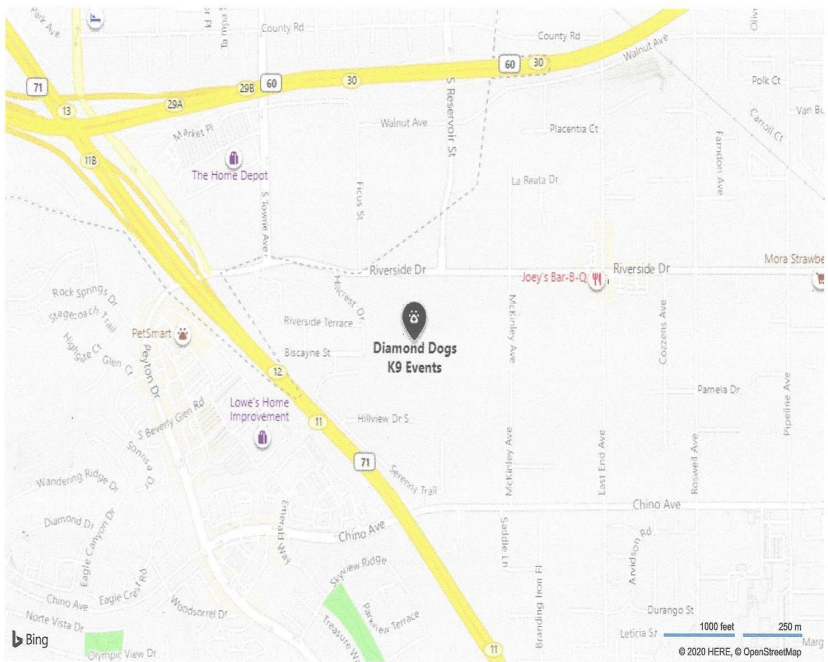 Park Ave
Tampa
County Rd
County Rd
Walnut Ave
71
13
29A
29B
60
30
60
30
S Reservoir St
Polk Ct
Carroll Ct
11B
Market Pl
The Home Depot
S Towne Ave
Ficus St
Walnut Ave
Placentia Ct
La Reata Dr
Farndon Ave
Riverside Dr
Joey's Bar-B-Q
Riverside Dr
Mora Strawbe
Rock Springs Dr
Stagecoach Trail
Highgate Ct
Glen Ct
PetSmart
Peyton Dr
Hillcrest Dr
Riverside Terrace
Biscayne St
Diamond Dogs
K9 Events
McKinley Ave
Cozzens Ave
12
Lowe's Home
Improvement
11
Hillview Dr S
Pamela Dr
Pipeline Ave
S Beverly Glen Rd
71
Serenity Trail
McKinley Ave
East End Ave
Roswell Ave
Wandering Ridge Dr
Diamond Dr
Eagle Canyon Dr
Emerald Way
Chino Ave
Chino Ave
Saddle Ln
Arvidson Rd
Chino Ave
Eagle Crest Rd
Woodsorrel Dr
Skyview Ridge
Parkview Terrace
Branding Iron Pl
Durango St
Norte Vista Dr
Olympic View Dr
11
Leticia St
1000 feet
250 m
Bing
© 2020 HERE, © OpenStreetMap